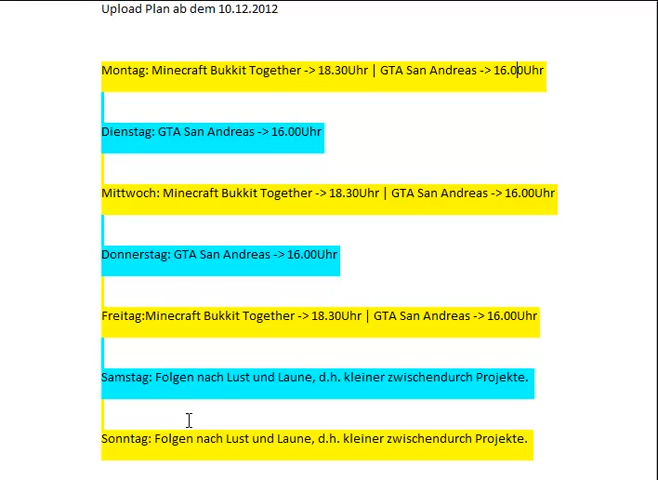 Upload Plan ab dem 10.12.2012
Montag: Minecraft Bukkit Together -> 18.30Uhr | GTA San Andreas -> 16.00Uhr
Dienstag: GTA San Andreas -> 16.00Uhr
Mittwoch: Minecraft Bukkit Together -> 18.30Uhr | GTA San Andreas -> 16.00Uhr
Donnerstag: GTA San Andreas -> 16.00Uhr
Freitag:Minecraft Bukkit Together -> 18.30Uhr | GTA San Andreas -> 16.00Uhr
Samstag: Folgen nach Lust und Laune, d.h. kleiner zwischendurch Projekte.
Sonntag: Folgen nach Lust und Laune, d.h. kleiner zwischendurch Projekte.